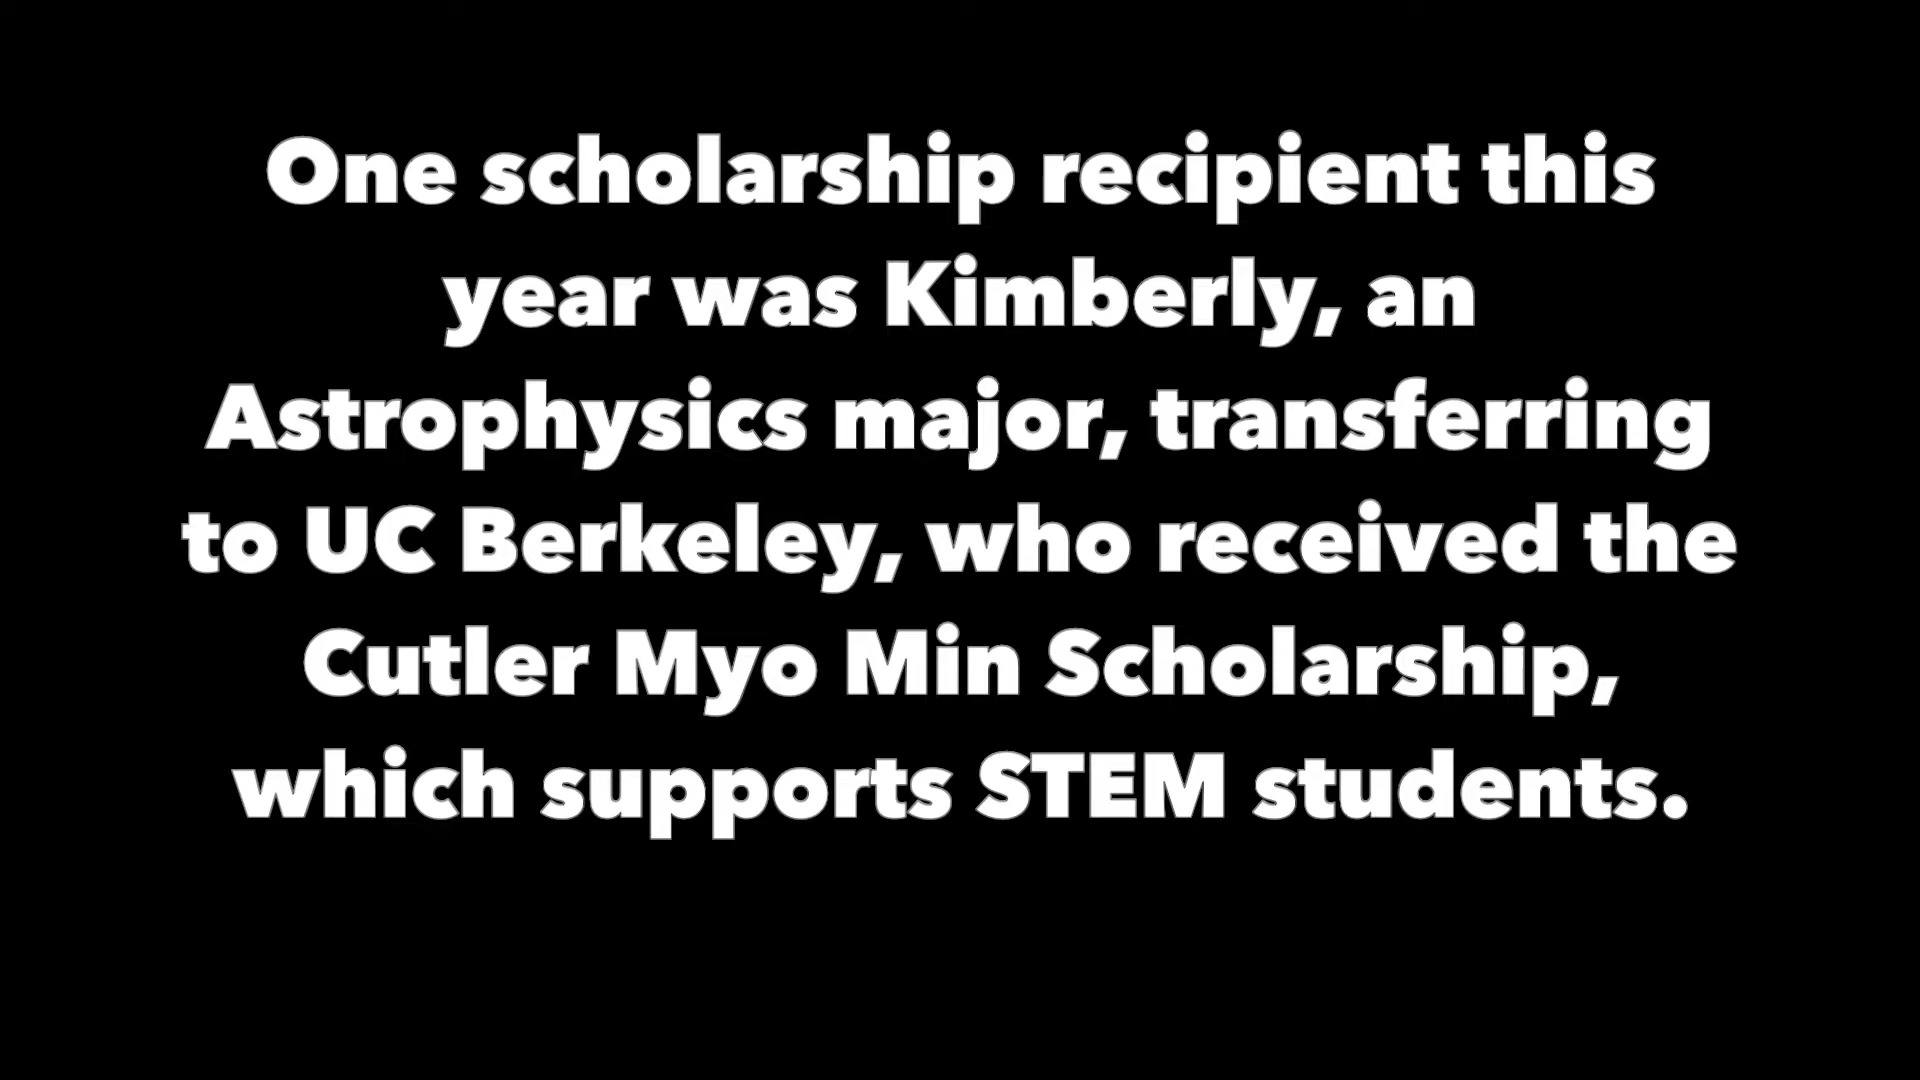 One scholarship recipient this
year was Kimberly, an
Astrophysics major, transferring
to UC Berkeley, who received the
Cutler Myo Min Scholarship,
which supports STEM students.